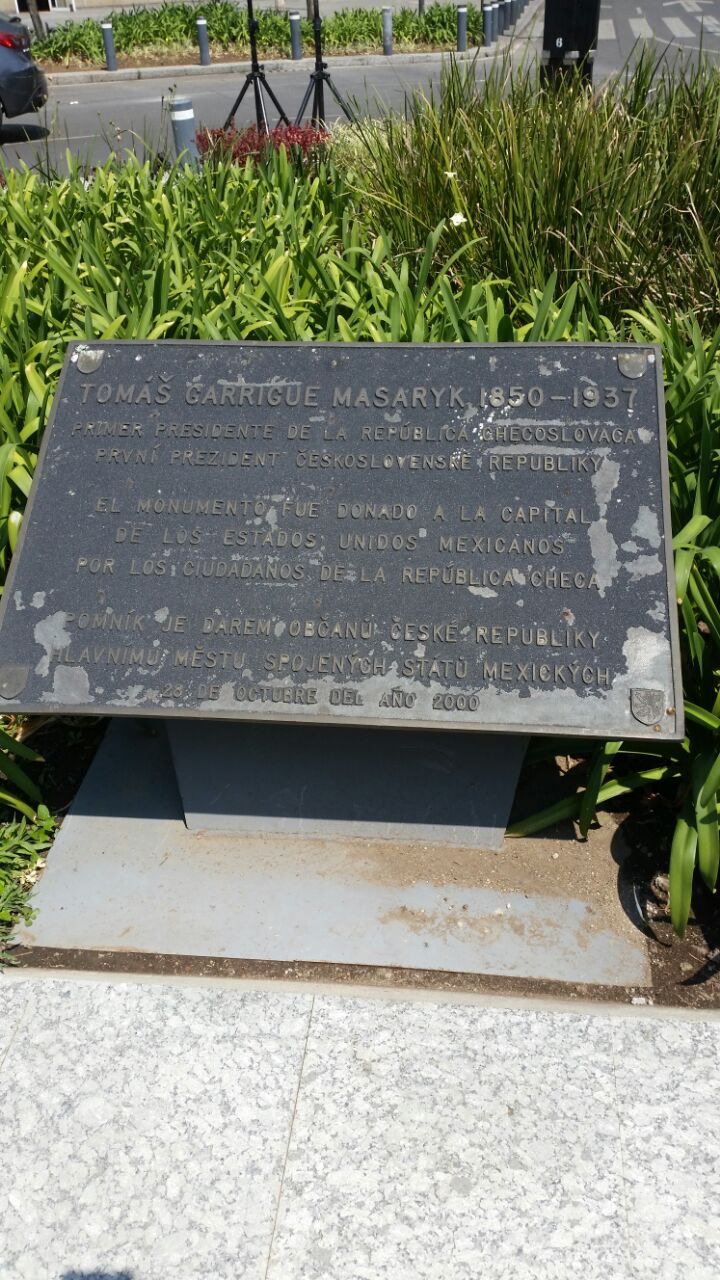 TOMÁŠ GARRIGUE MASARYK 1850-1937
PRIMER PRESIDENTE DE LA REPÚBLICA CHECOSLOVACA
PRVNÍ PREZIDENT ČESKOSLOVENSKÉ REPUBLIKY
EL MONUMENTO FUE DONADO A LA CAPITAL
DE LOS ESTADOS UNIDOS MEXICANOS
POR LOS CIUDADANOS DE LA REPÚBLICA CHECA
POMNÍK JE DAREM OBČANŮ ČESKÉ REPUBLIKY
HLAVNÍMU MĚSTU SPOJENÝCH STÁTŮ MEXICKÝCH
28 DE OCTUBRE DEL AÑO 2000